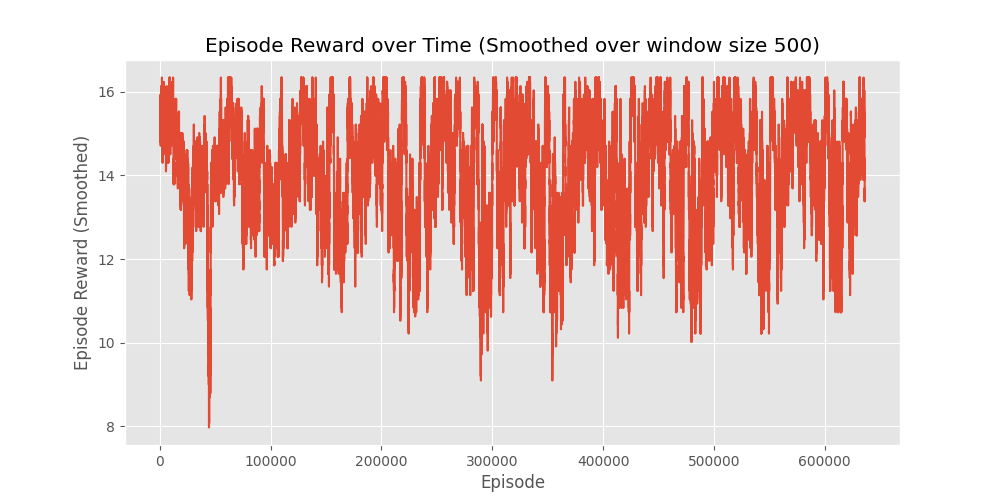 Episode Reward over Time (Smoothed over window size 500)
Episode Reward (Smoothed)
16
14
12
10
8
0 100000 200000 300000 400000 500000 600000
Episode